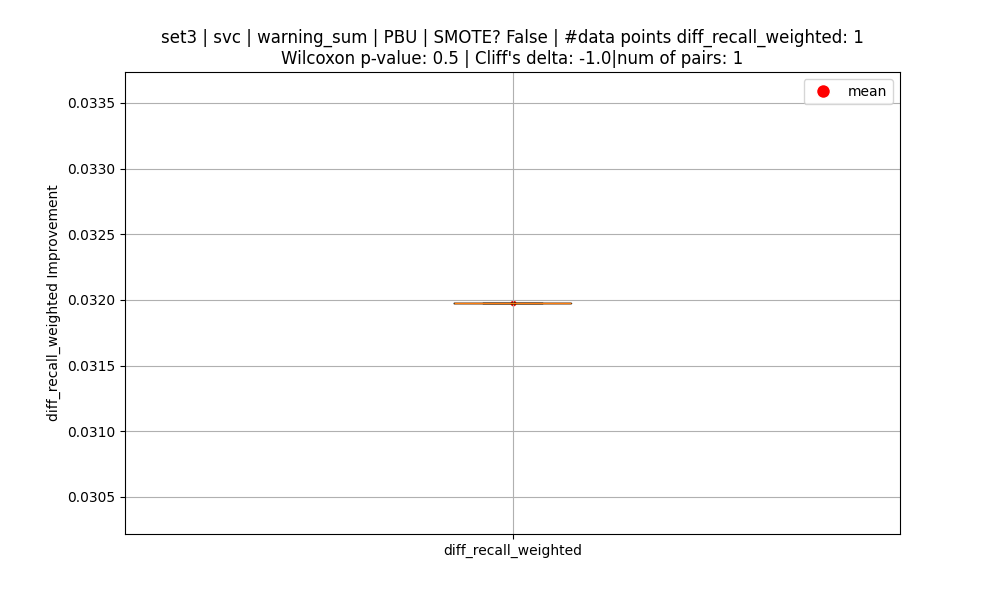 set3 | svc | warning_sum | PBU | SMOTE? False | #data points diff_recall_weighted: 1
Wilcoxon p-value: 0.5 | Cliff's delta: -1.0|num of pairs: 1
mean
0.0335
0.0330
0.0325
0.0320
0.0315
0.0310
0.0305
diff_recall_weighted Improvement
diff_recall_weighted